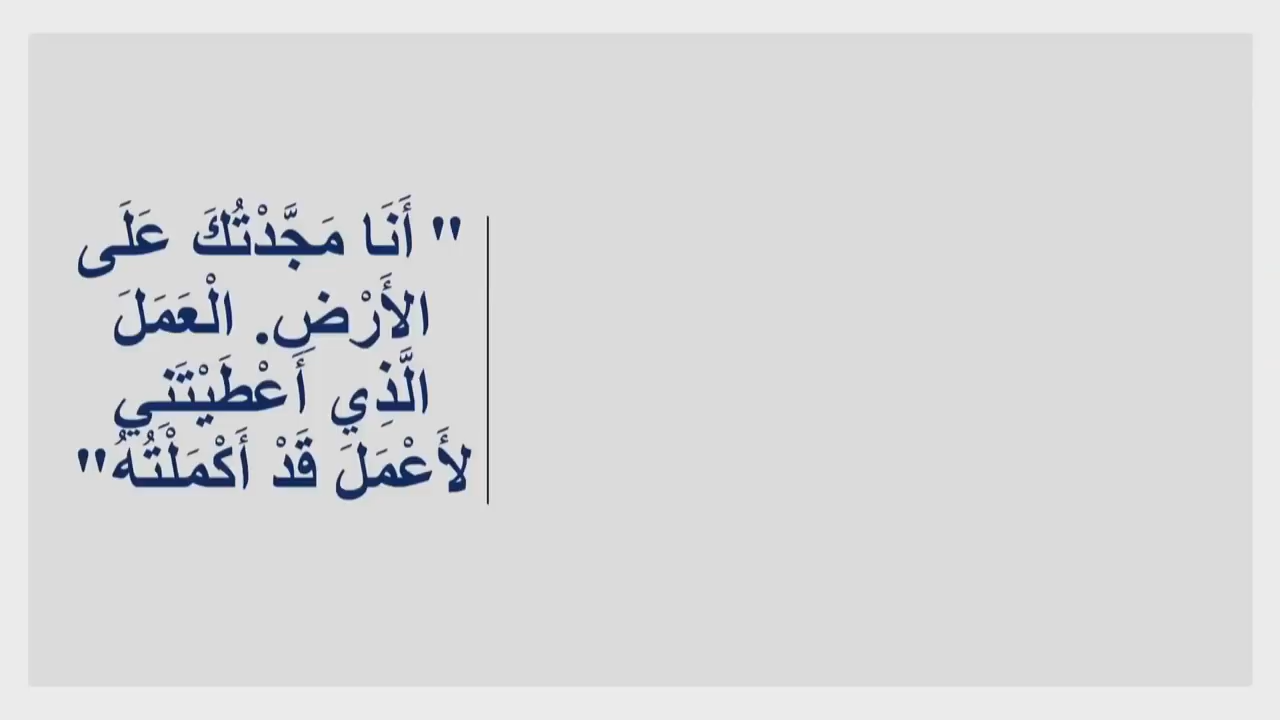 " أَنَا مَجَّدْتُكَ عَلَى
الأَرْضِ. الْعَمَلَ
الَّذِي أَعْطَيْتَنِي
لأَعْمَلَ قَدْ أَكْمَلْتُهُ"